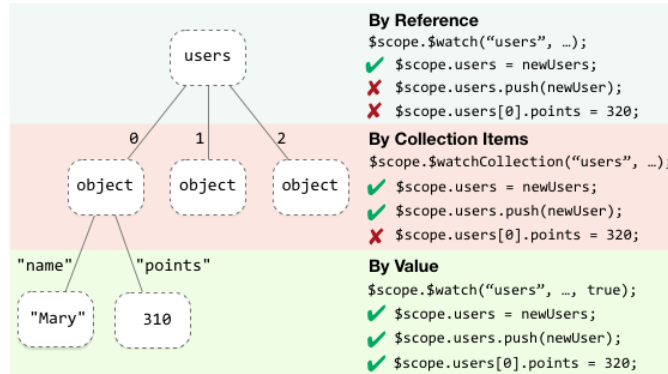 users
0
1
2
object
object
object
"name"
"points"
"Mary"
310
By Reference
$scope.$watch(“users”, …);
✓ $scope.users = newUsers;
✗ $scope.users.push(newUser);
✗ $scope.users[0].points = 320;
By Collection Items
$scope.$watchCollection(“users”, …);
✓ $scope.users = newUsers;
✓ $scope.users.push(newUser);
✗ $scope.users[0].points = 320;
By Value
$scope.$watch(“users”, …, true);
✓ $scope.users = newUsers;
✓ $scope.users.push(newUser);
✓ $scope.users[0].points = 320;